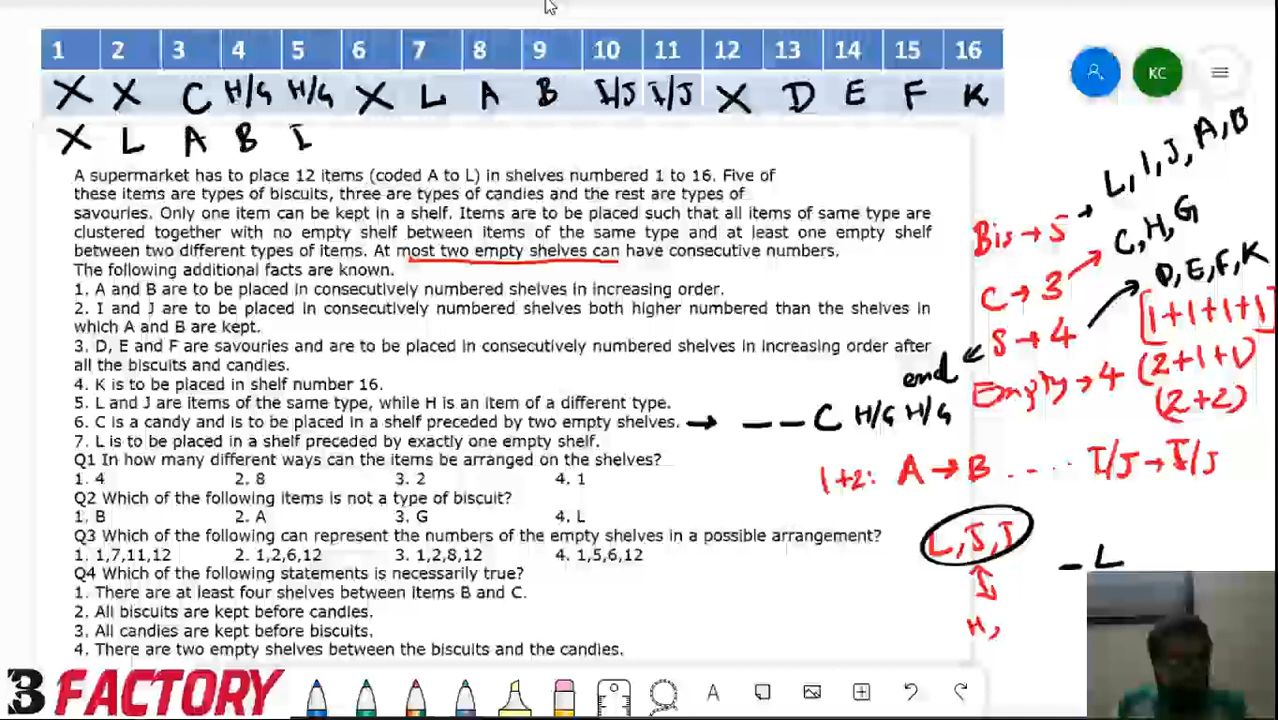 1 2 3 4 5 6 7 8 9 10 11 12 13 14 15 16
X X C H/G H/G X L A B I/J I/J X D E F K
X L A B I
KC
A supermarket has to place 12 items (coded A to L) in shelves numbered 1 to 16. Five of
these items are types of biscuits, three are types of candies and the rest are types of
savouries. Only one item can be kept in a shelf. Items are to be placed such that all items of same type are
clustered together with no empty shelf between items of the same type and at least one empty shelf
between two different types of items. At most two empty shelves can have consecutive numbers.
The following additional facts are known.
1. A and B are to be placed in consecutively numbered shelves in increasing order.
2. I and J are to be placed in consecutively numbered shelves both higher numbered than the shelves in
which A and B are kept.
3. D, E and F are savouries and are to be placed in consecutively numbered shelves in increasing order after
all the biscuits and candies.
4. K is to be placed in shelf number 16.
5. L and J are items of the same type, while H is an item of a different type.
6. C is a candy and is to be placed in a shelf preceded by two empty shelves.
7. L is to be placed in a shelf preceded by exactly one empty shelf.
Q1 In how many different ways can the items be arranged on the shelves?
1. 4 2. 8 3. 2 4. 1
Q2 Which of the following items is not a type of biscuit?
1. B 2. A 3. G 4. L
Q3 Which of the following can represent the numbers of the empty shelves in a possible arrangement?
1. 1,7,11,12 2. 1,2,6,12 3. 1,2,8,12 4. 1,5,6,12
Q4 Which of the following statements is necessarily true?
1. There are at least four shelves between items B and C.
2. All biscuits are kept before candies.
3. All candies are kept before biscuits.
4. There are two empty shelves between the biscuits and the candies.
Bis → 5 → L, I, J, A, B
C → 3 → C, H, G
end ← S → 4 → D, E, F, K
Empty → 4 [1+1+1+1]
(2+1+1)
(2+2)
→ _ _ C H/G H/G
1+2: A → B .... I/J → I/J
L, J, I
H,
_ L
3 FACTORY
A